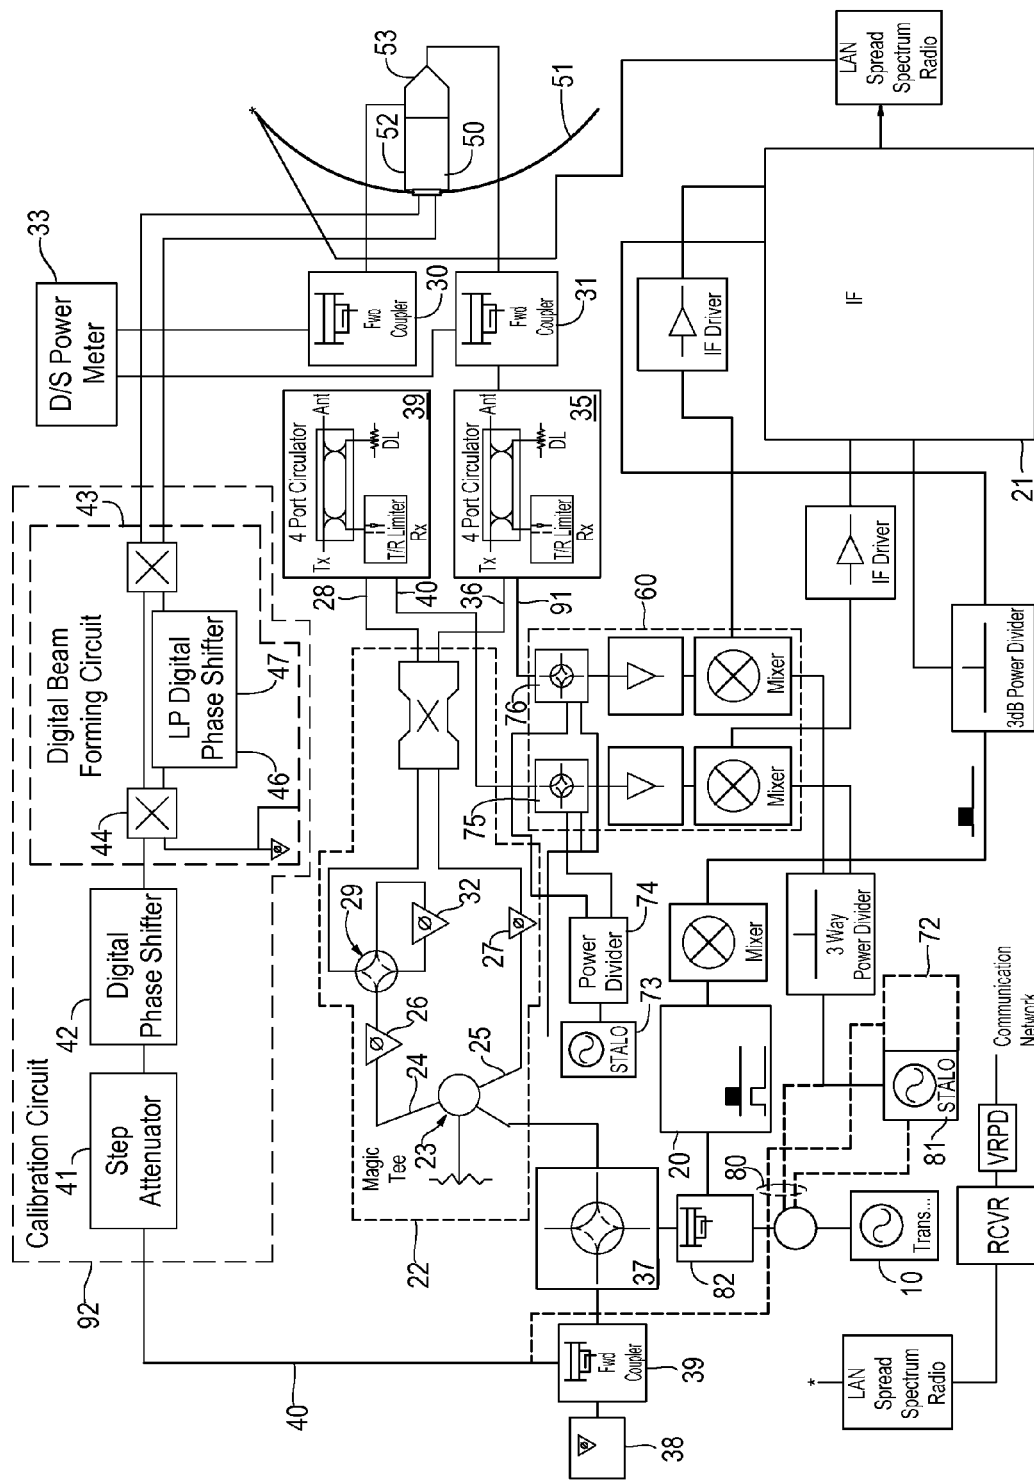 92
Calibration Circuit
41
Step
Attenuator
42
Digital
Phase Shifter
44
Digital Beam
Forming Circuit
43
LP Digital
Phase Shifter
46
47
33
D/S Power
Meter
53
52
50
51
40
22
Magic
Tee
23
24
25
26
29
32
27
28
40
36
91
4 Port Circulator
Tx
Ant
T/R Limiter
Rx
DL
39
4 Port Circulator
Tx
Ant
T/R Limiter
Rx
DL
35
Fwd
Coupler
30
Fwd
Coupler
31
38
Fwd
Coupler
39
37
82
80
20
STALO
73
Power
Divider
74
75
76
60
Mixer
Mixer
Mixer
IF Driver
IF Driver
IF
21
LAN
Spread
Spectrum
Radio
3 Way
Power Divider
3dB Power Divider
72
STALO
81
Trans...
10
LAN
Spread
Spectrum
Radio
*
*
RCVR
VRPD
Communication
Network